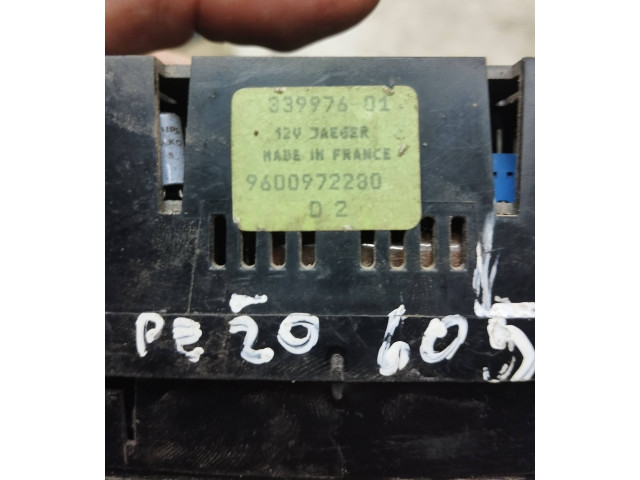 339976 01
12V JAEGER
MADE IN FRANCE
9600972280
D 2
PEŽO 605